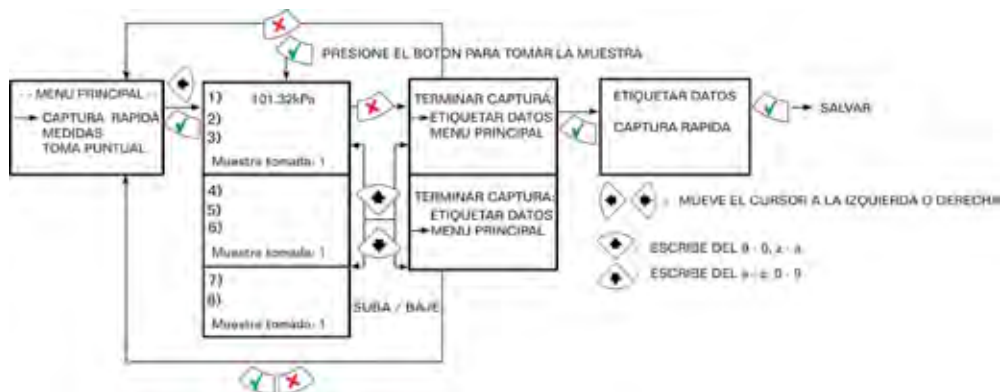 PRESIONE EL BOTON PARA TOMAR LA MUESTRA
-- MENU PRINCIPAL --
CAPTURA RAPIDA
MEDIDAS
TOMA PUNTUAL
1) 101.32kPa
2)
3)
Muestra tomada: 1
4)
5)
6)
Muestra tomada: 1
7)
8)
Muestra tomada: 1
SUBA / BAJE
TERMINAR CAPTURA:
ETIQUETAR DATOS
MENU PRINCIPAL
TERMINAR CAPTURA:
ETIQUETAR DATOS
MENU PRINCIPAL
ETIQUETAR DATOS
CAPTURA RAPIDA
SALVAR
MUEVE EL CURSOR A LA IZQUIERDA O DERECHA
ESCRIBE DEL 9 - 0, z - a
ESCRIBE DEL a - z, 0 - 9